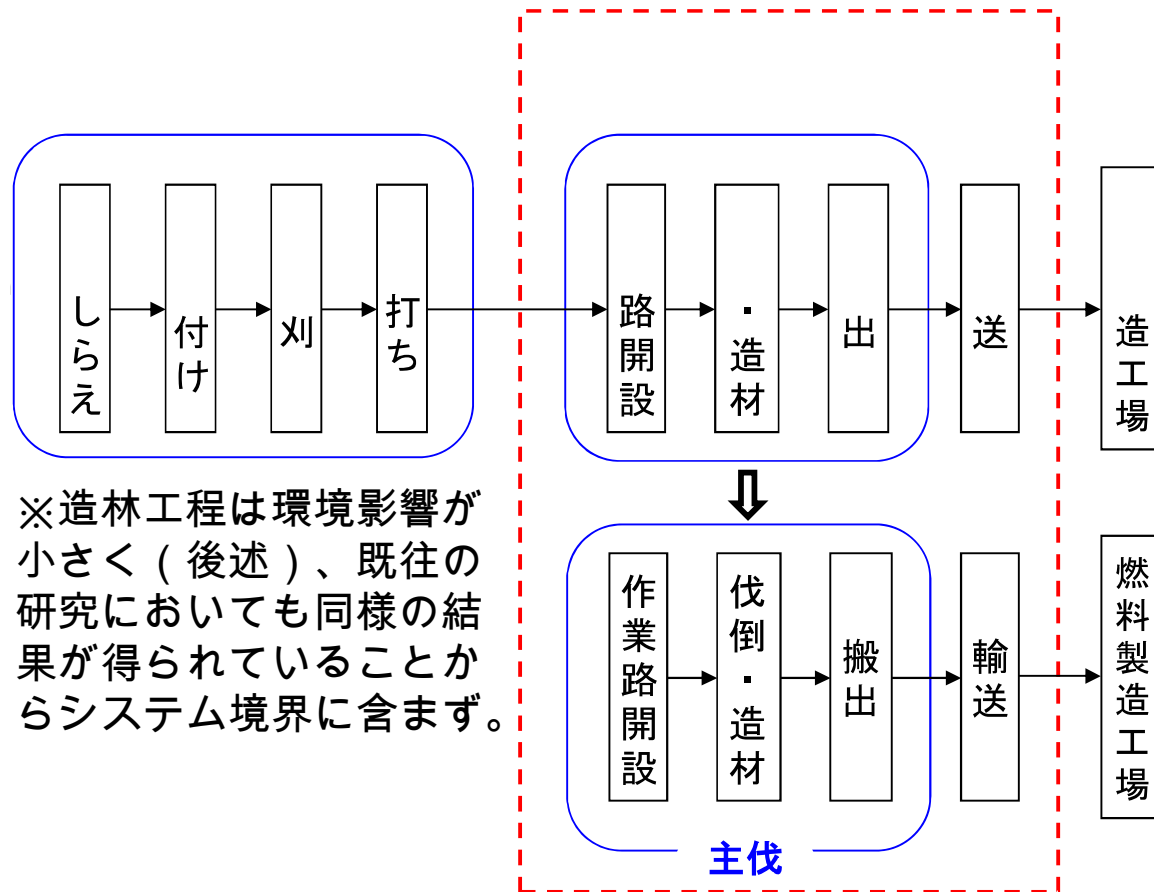 しらえ
付け
刈
打ち
路開設
・造材
出
送
造工場
※造林工程は環境影響が
小さく(後述)、既往の
研究においても同様の結
果が得られていることか
らシステム境界に含まず。
作業路開設
伐倒・造材
搬出
輸送
燃料製造工場
主伐